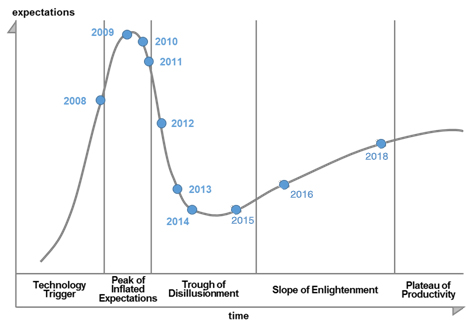 expectations
2009
2010
2011
2008
2012
2013
2014
2015
2016
2018
Technology
Trigger
Peak of
Inflated
Expectations
Trough of
Disillusionment
Slope of Enlightenment
Plateau of
Productivity
time